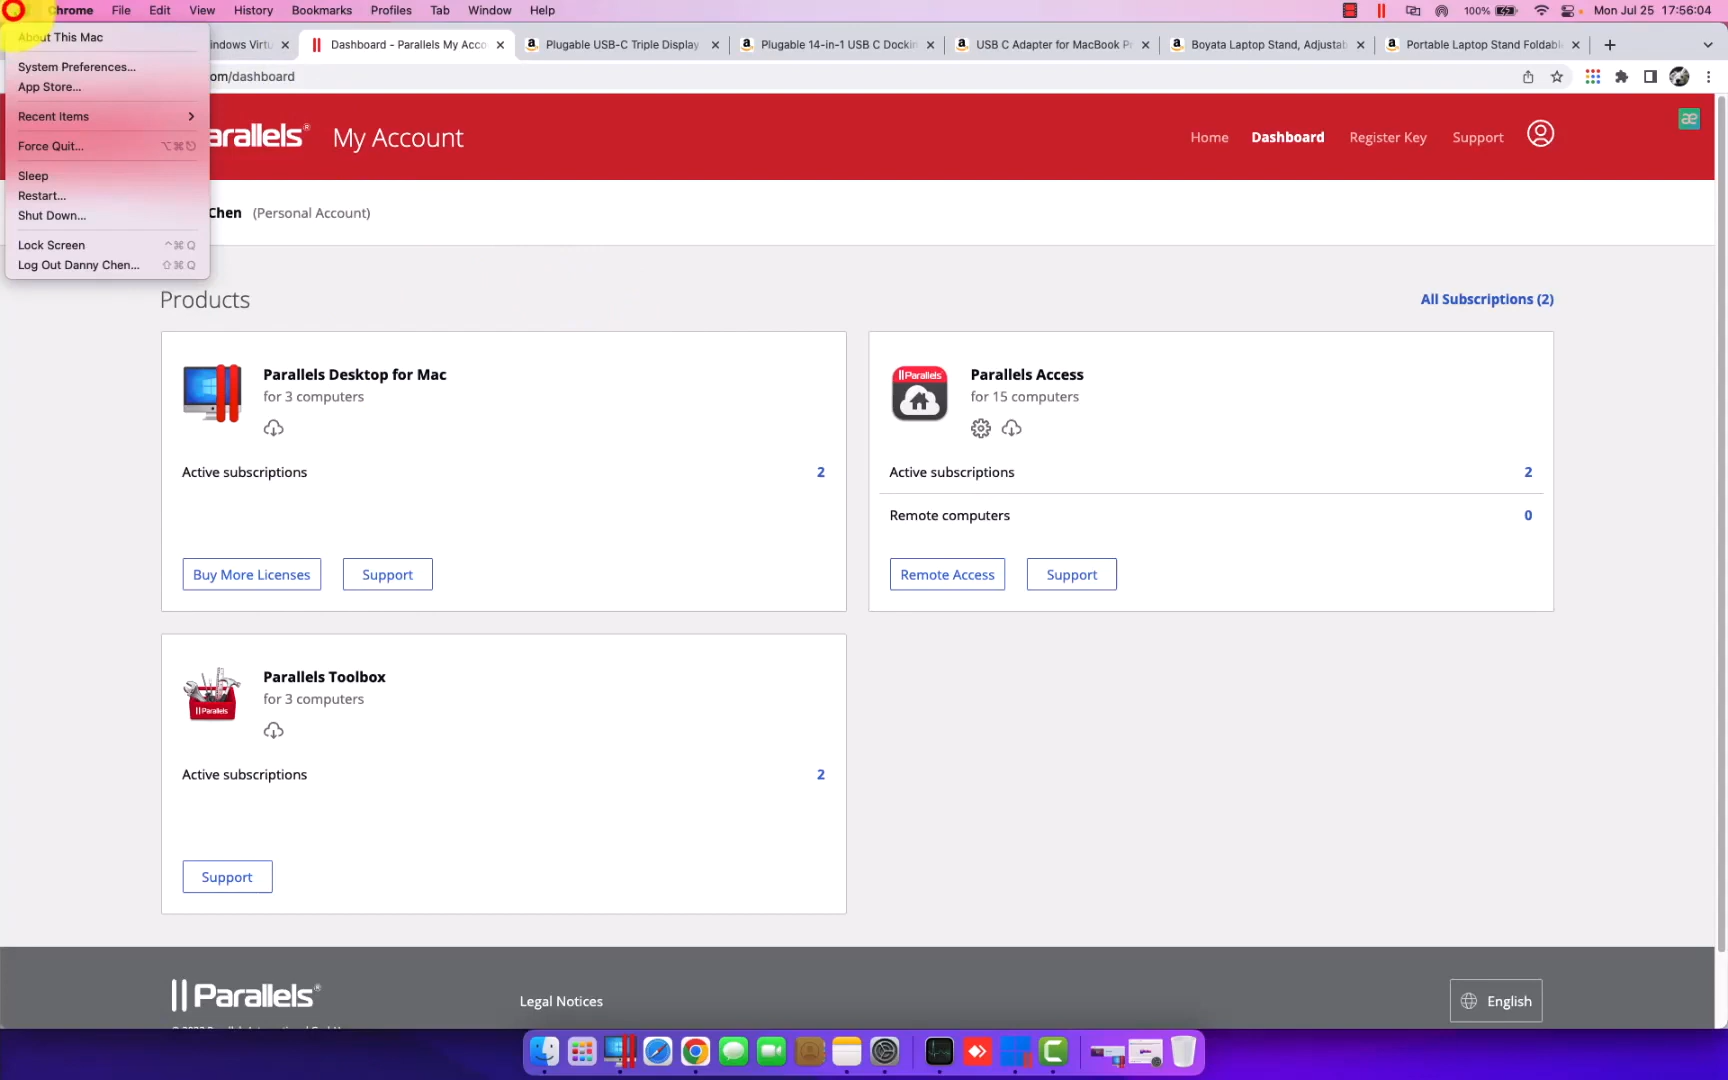 Chrome File Edit View History Bookmarks Profiles Tab Window Help 100% Mon Jul 25 17:56:04
About This Mac
System Preferences...
App Store...
Recent Items
Force Quit... ⌥⌘⎋
Sleep
Restart...
Shut Down...
Lock Screen ^⌘Q
Log Out Danny Chen... ⇧⌘Q
indows Virtu
Dashboard - Parallels My Acco
Plugable USB-C Triple Display
Plugable 14-in-1 USB C Dockin
USB C Adapter for MacBook P
Boyata Laptop Stand, Adjustab
Portable Laptop Stand Foldabl
om/dashboard
arallels® My Account
Home Dashboard Register Key Support
æ
Chen (Personal Account)
Products
All Subscriptions (2)
Parallels Desktop for Mac
for 3 computers
Active subscriptions 2
Buy More Licenses Support
Parallels
Parallels Access
for 15 computers
Active subscriptions 2
Remote computers 0
Remote Access Support
Parallels
Parallels Toolbox
for 3 computers
Active subscriptions 2
Support
Parallels®
Legal Notices
English